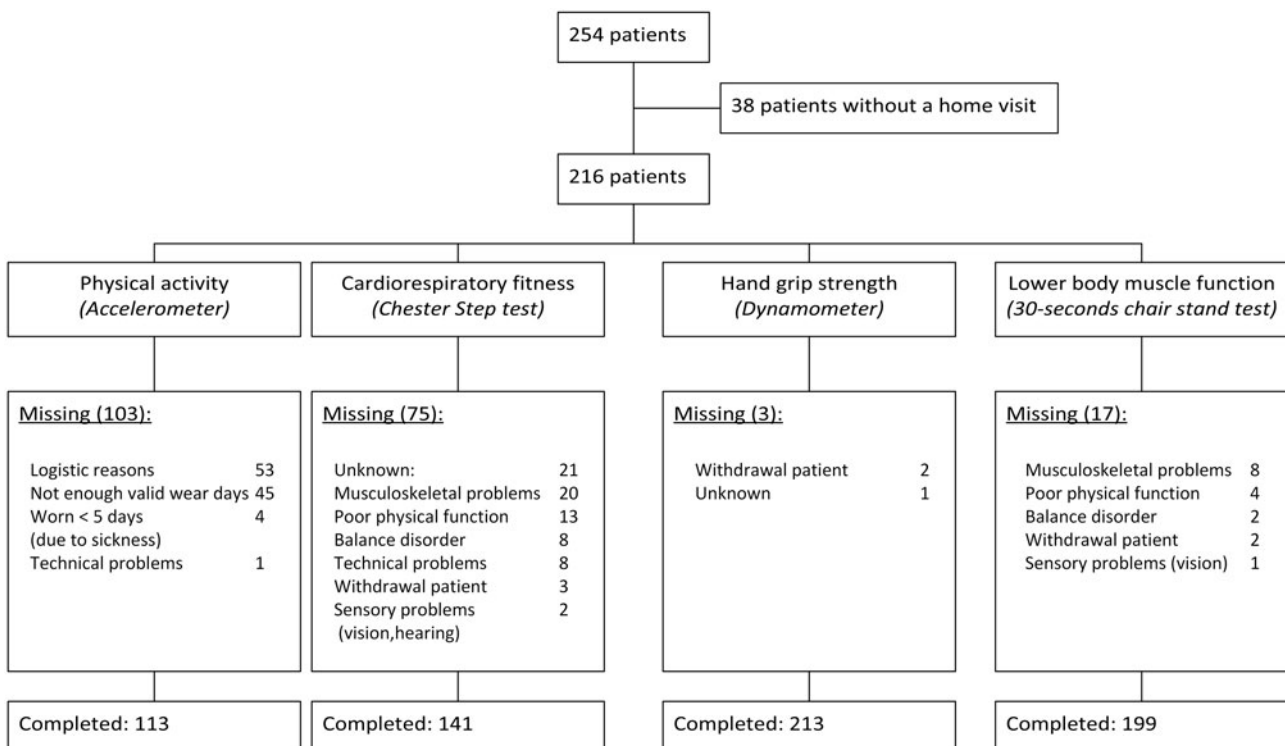 254 patients
38 patients without a home visit
216 patients
Physical activity
(Accelerometer)
Cardiorespiratory fitness
(Chester Step test)
Hand grip strength
(Dynamometer)
Lower body muscle function
(30-seconds chair stand test)
Missing (103):
Logistic reasons 53
Not enough valid wear days 45
Worn < 5 days 4
(due to sickness)
Technical problems 1
Missing (75):
Unknown: 21
Musculoskeletal problems 20
Poor physical function 13
Balance disorder 8
Technical problems 8
Withdrawal patient 3
Sensory problems 2
(vision,hearing)
Missing (3):
Withdrawal patient 2
Unknown 1
Missing (17):
Musculoskeletal problems 8
Poor physical function 4
Balance disorder 2
Withdrawal patient 2
Sensory problems (vision) 1
Completed: 113
Completed: 141
Completed: 213
Completed: 199